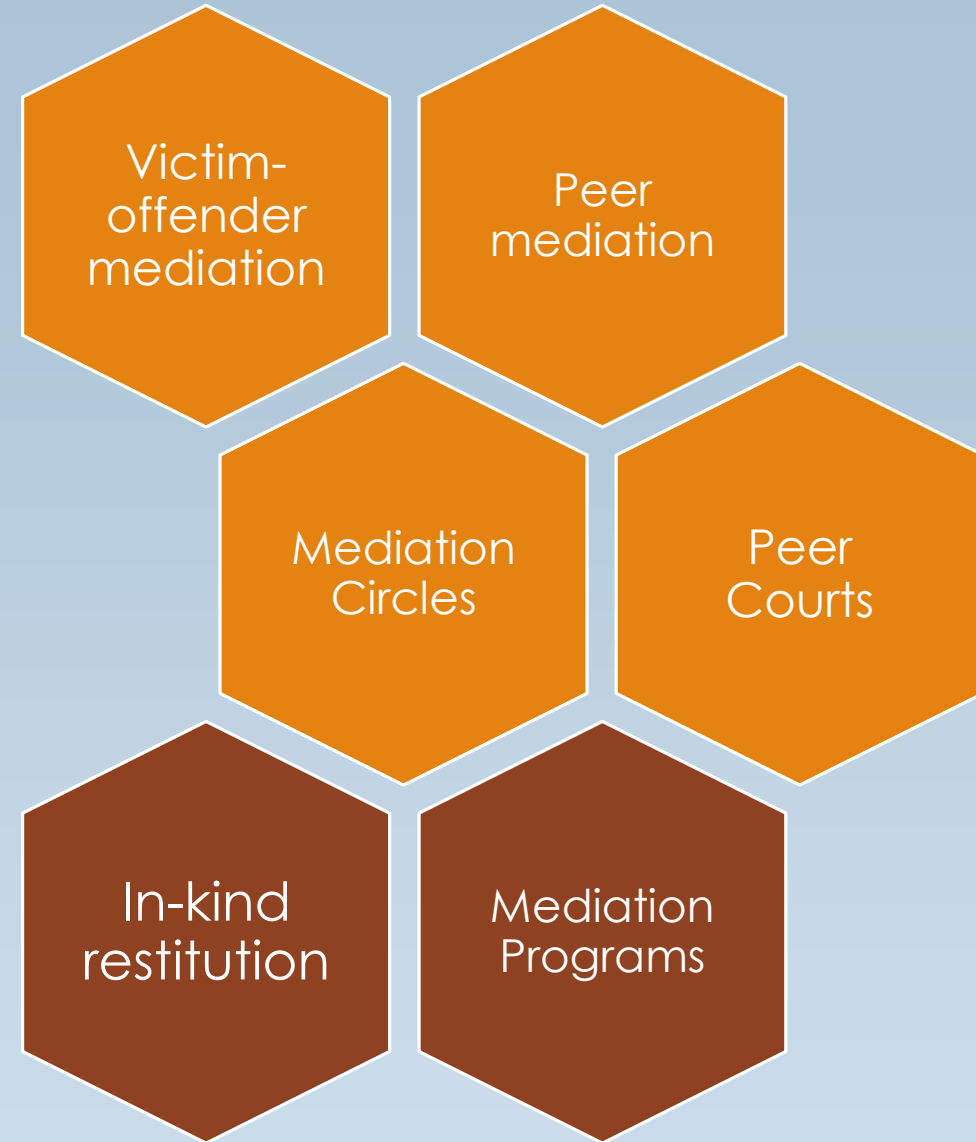 Victim-
offender
mediation
Peer
mediation
Mediation
Circles
Peer
Courts
In-kind
restitution
Mediation
Programs